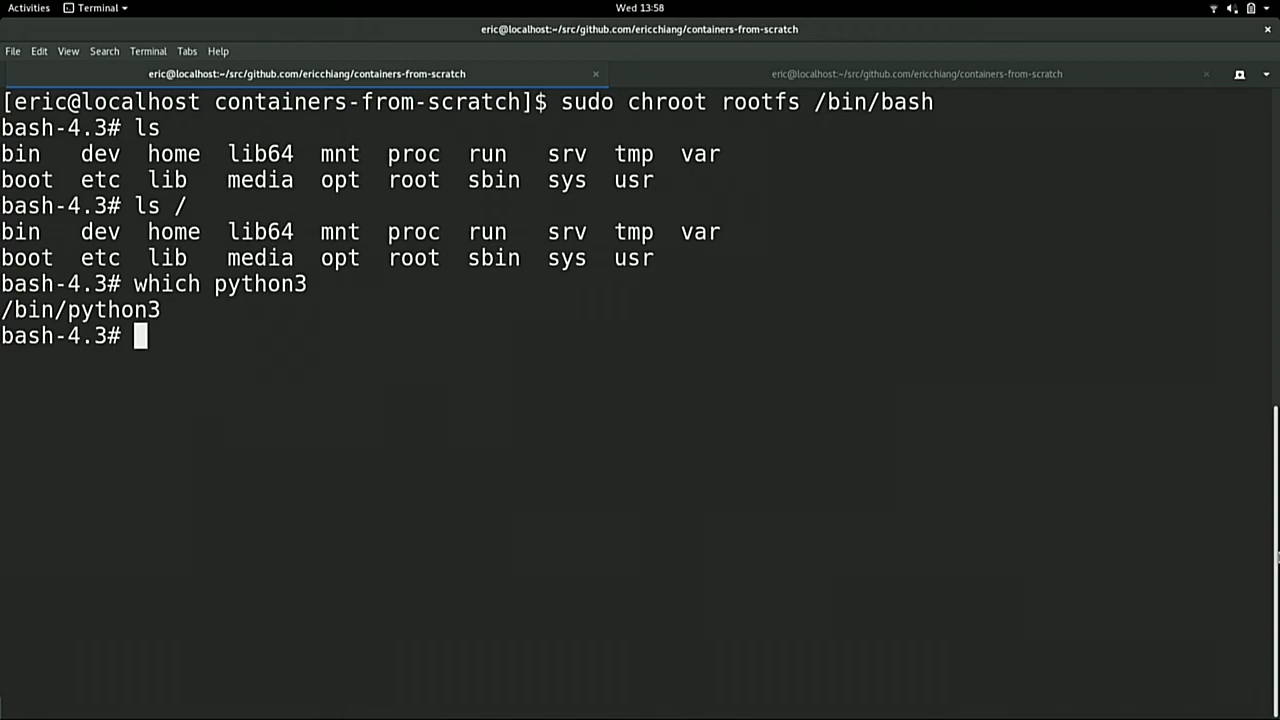 Activities Terminal Wed 13:58
eric@localhost:~/src/github.com/ericchiang/containers-from-scratch
File Edit View Search Terminal Tabs Help
eric@localhost:~/src/github.com/ericchiang/containers-from-scratch × eric@localhost:~/src/github.com/ericchiang/containers-from-scratch ×
[eric@localhost containers-from-scratch]$ sudo chroot rootfs /bin/bash
bash-4.3# ls
bin dev home lib64 mnt proc run srv tmp var
boot etc lib media opt root sbin sys usr
bash-4.3# ls /
bin dev home lib64 mnt proc run srv tmp var
boot etc lib media opt root sbin sys usr
bash-4.3# which python3
/bin/python3
bash-4.3#